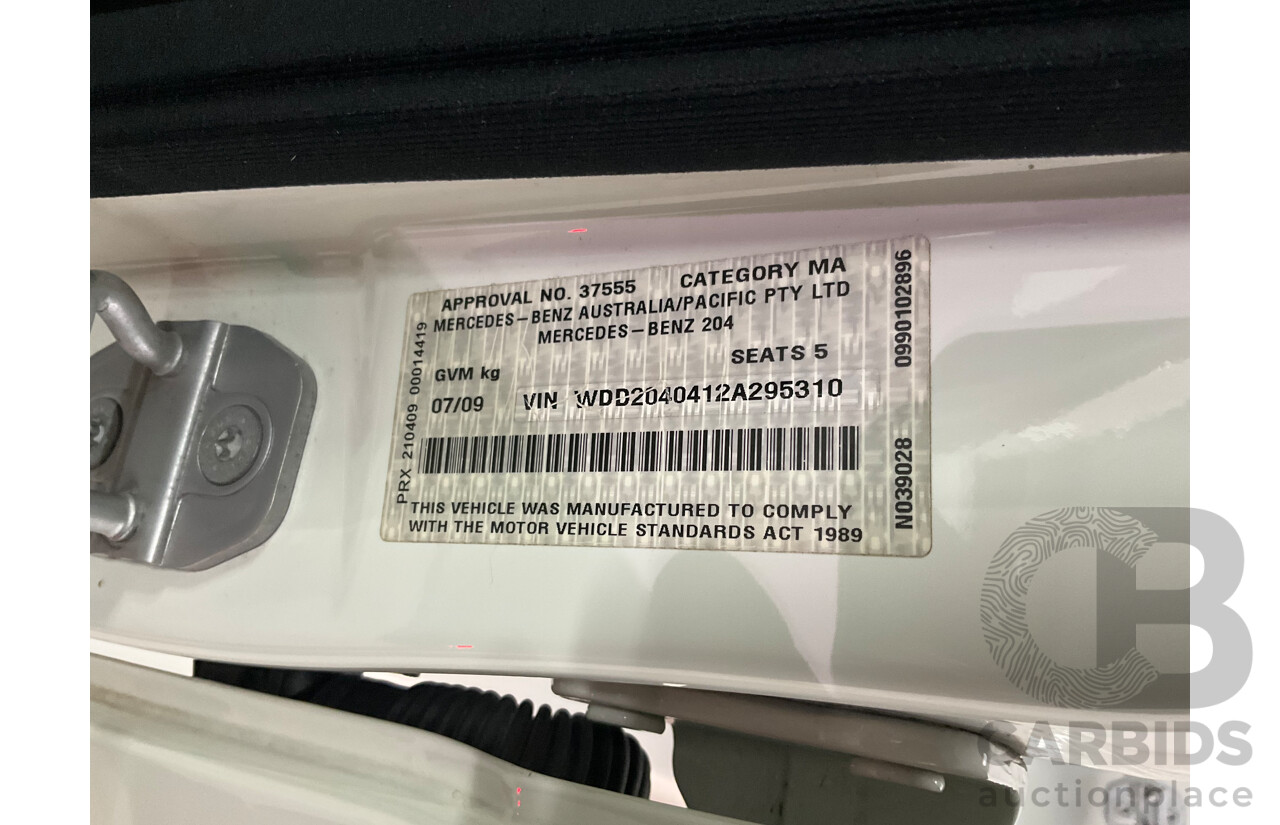 APPROVAL NO. 37555 CATEGORY MA
MERCEDES-BENZ AUSTRALIA/PACIFIC PTY LTD
MERCEDES-BENZ 204
SEATS 5
GVM kg
07/09 VIN WDD2040412A295310
THIS VEHICLE WAS MANUFACTURED TO COMPLY
WITH THE MOTOR VEHICLE STANDARDS ACT 1989
PRX 210409 00014419
N039028 0990102896
CB
CARBIDS
auctionplace